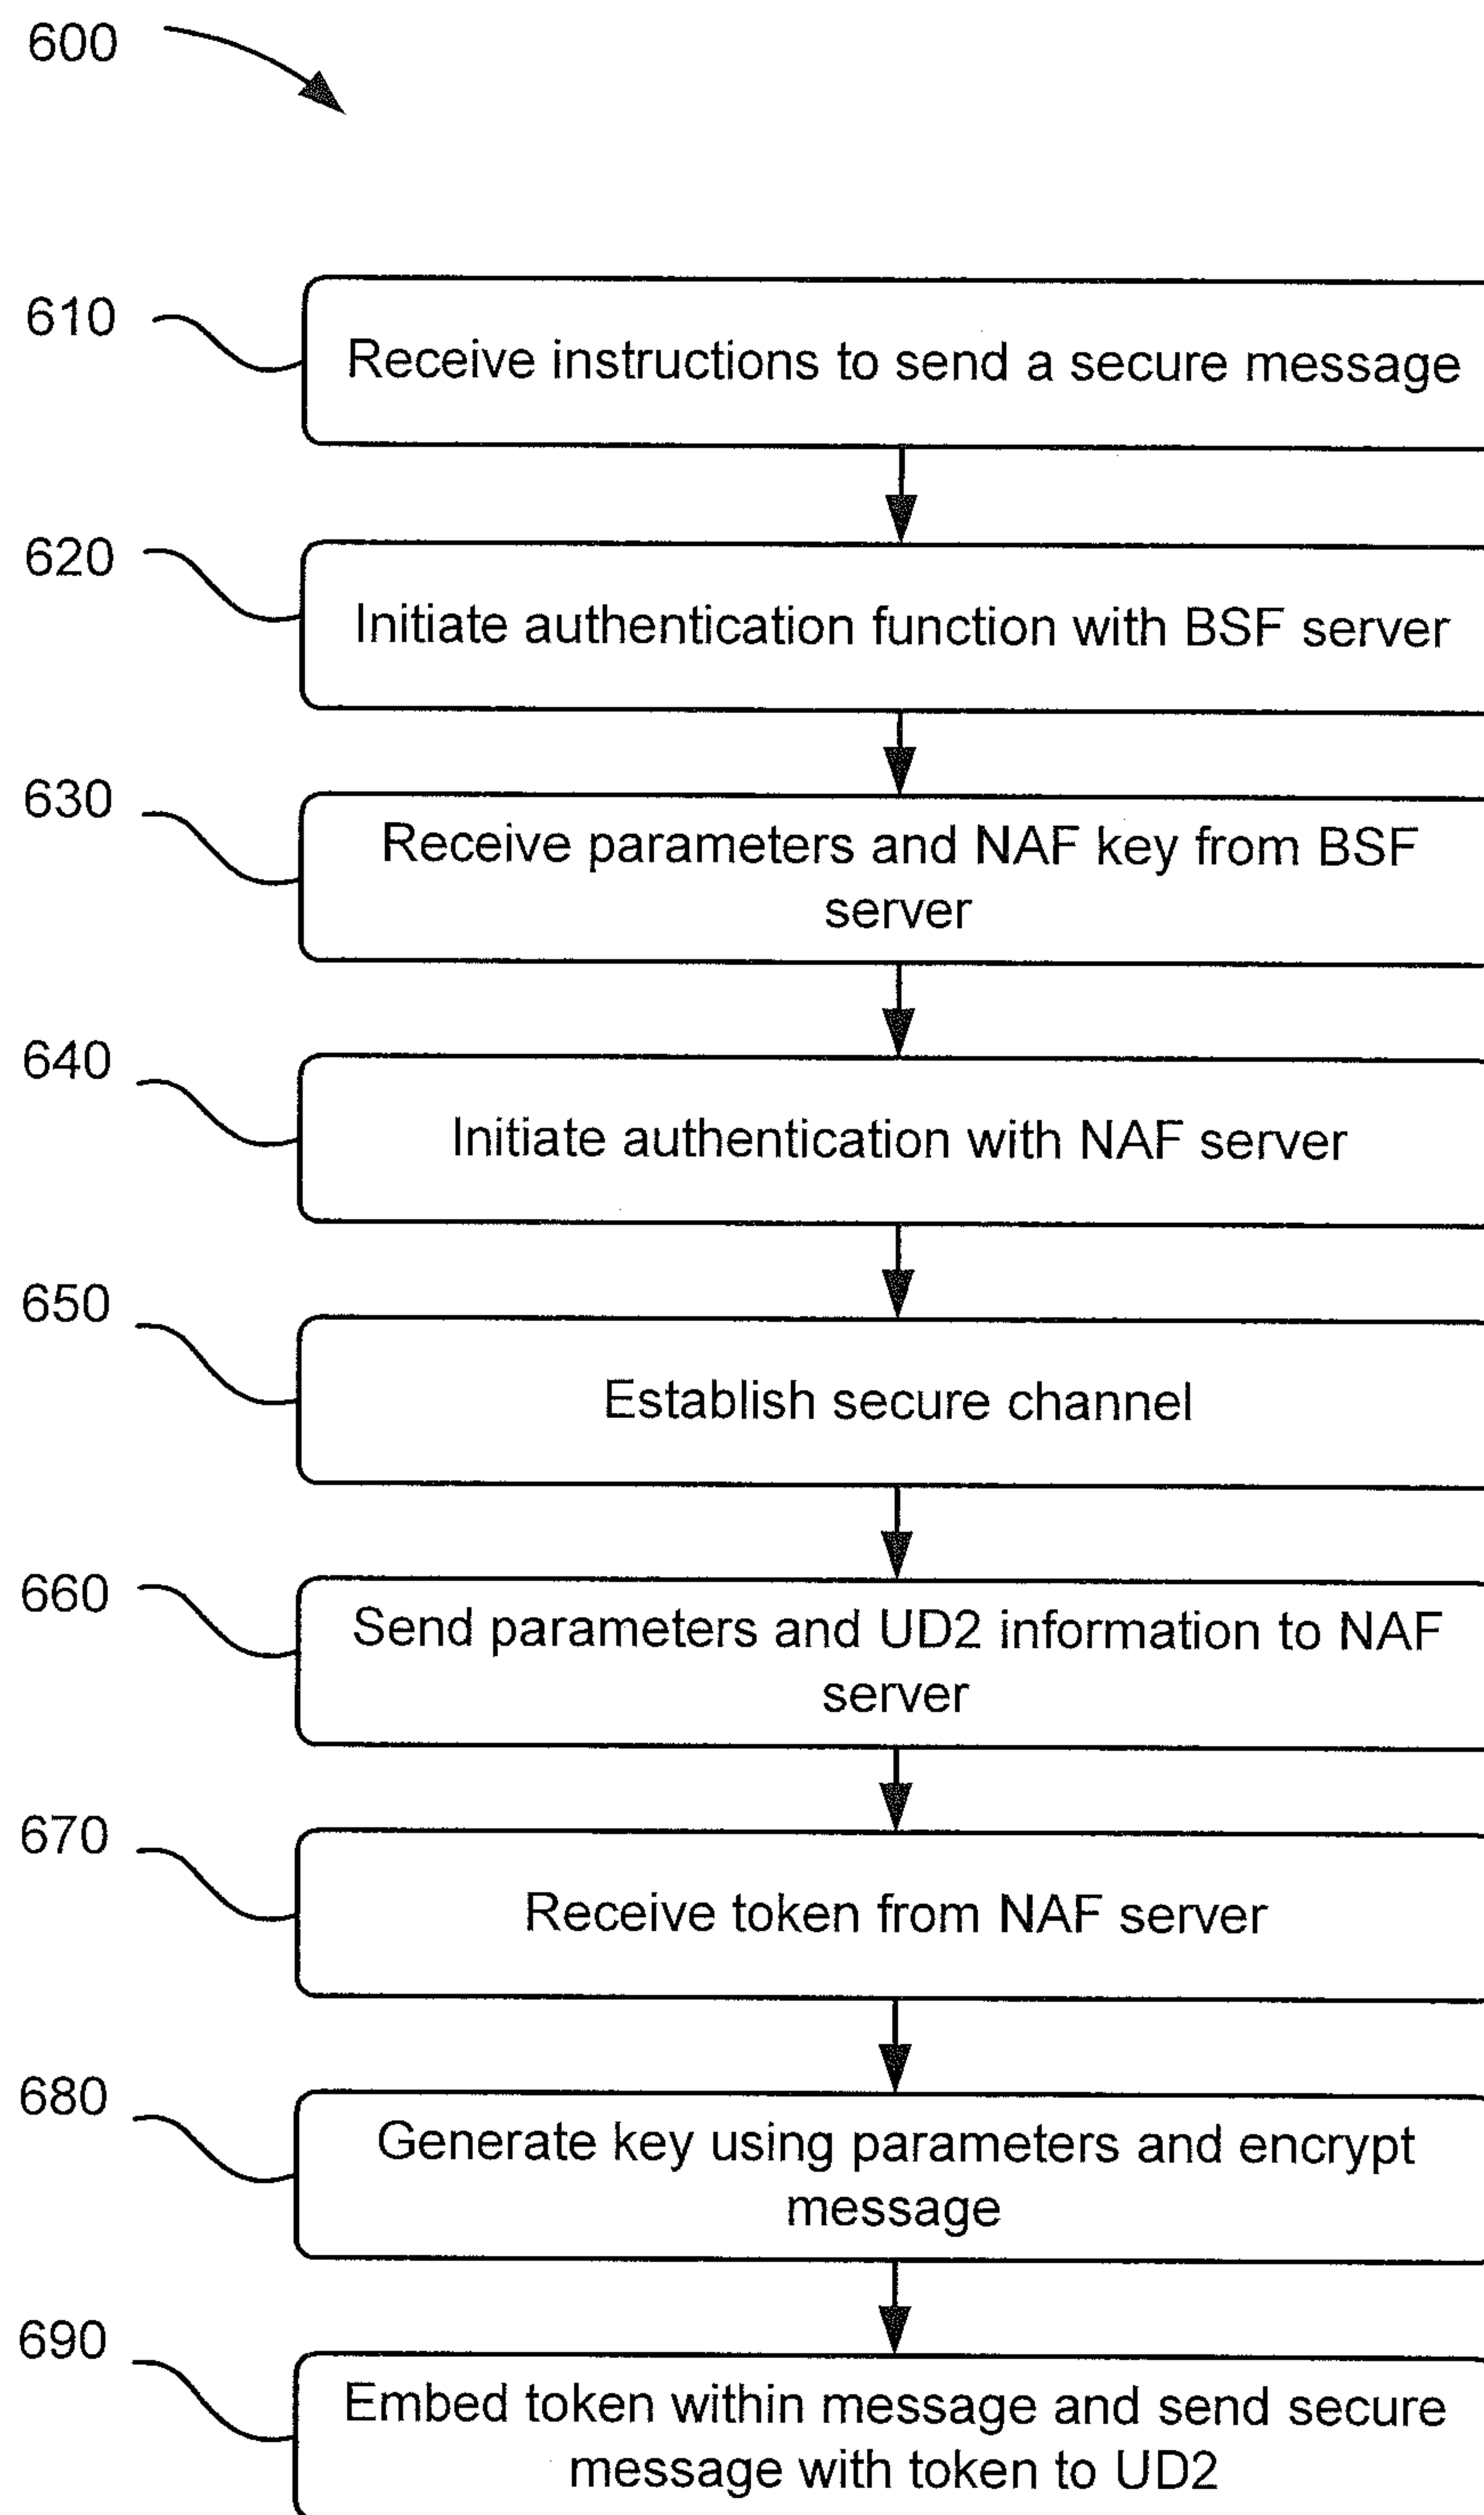 600
610
Receive instructions to send a secure message
620
Initiate authentication function with BSF server
630
Receive parameters and NAF key from BSF
server
640
Initiate authentication with NAF server
650
Establish secure channel
660
Send parameters and UD2 information to NAF
server
670
Receive token from NAF server
680
Generate key using parameters and encrypt
message
690
Embed token within message and send secure
message with token to UD2